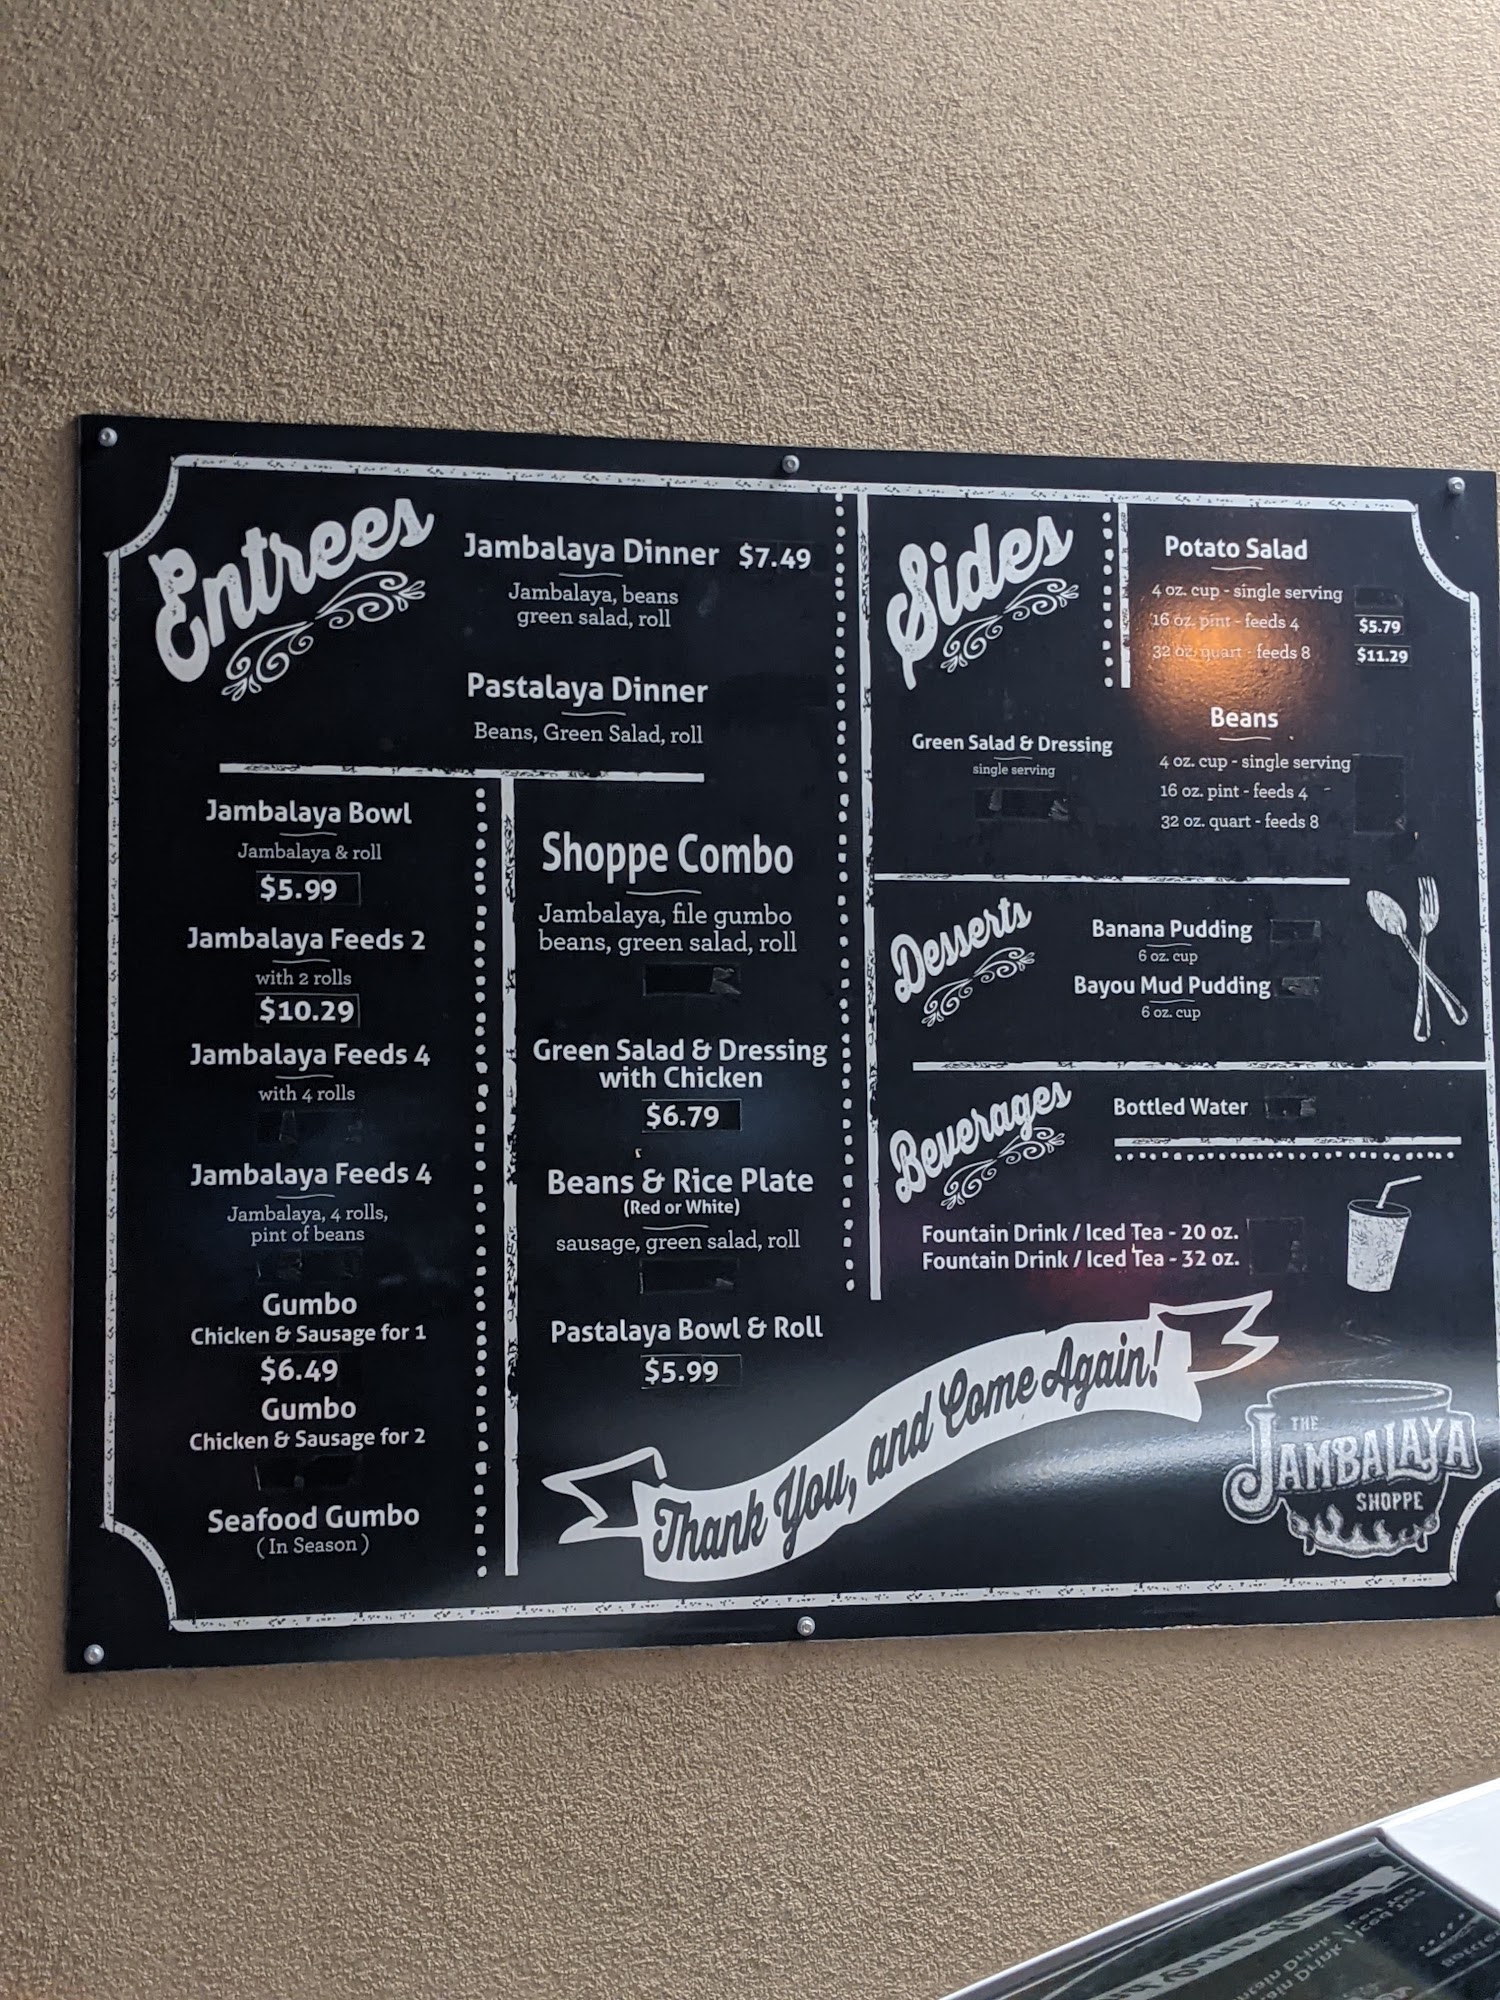 Entrees
Jambalaya Dinner $7.49
Jambalaya, beans
green salad, roll
Pastalaya Dinner
Beans, Green Salad, roll
Jambalaya Bowl
Jambalaya & roll
$5.99
Jambalaya Feeds 2
with 2 rolls
$10.29
Jambalaya Feeds 4
with 4 rolls
Jambalaya Feeds 4
Jambalaya, 4 rolls,
pint of beans
Gumbo
Chicken & Sausage for 1
$6.49
Gumbo
Chicken & Sausage for 2
Seafood Gumbo
(In Season)
Shoppe Combo
Jambalaya, file gumbo
beans, green salad, roll
Green Salad & Dressing
with Chicken
$6.79
Beans & Rice Plate
(Red or White)
sausage, green salad, roll
Pastalaya Bowl & Roll
$5.99
Sides
Green Salad & Dressing
single serving
Potato Salad
4 oz. cup - single serving
16 oz. pint - feeds 4 $5.79
32 oz. quart - feeds 8 $11.29
Beans
4 oz. cup - single serving
16 oz. pint - feeds 4
32 oz. quart - feeds 8
Desserts
Banana Pudding
6 oz. cup
Bayou Mud Pudding
6 oz. cup
Beverages
Bottled Water
Fountain Drink / Iced Tea - 20 oz.
Fountain Drink / Iced Tea - 32 oz.
Thank You, and Come Again!
THE
JAMBALAYA
SHOPPE